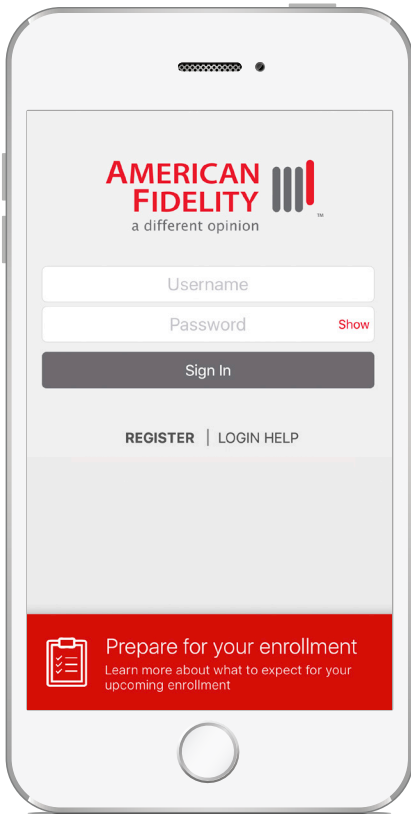 AMERICAN
FIDELITY
™
a different opinion
Username
Password Show
Sign In
REGISTER | LOGIN HELP
Prepare for your enrollment
Learn more about what to expect for your
upcoming enrollment